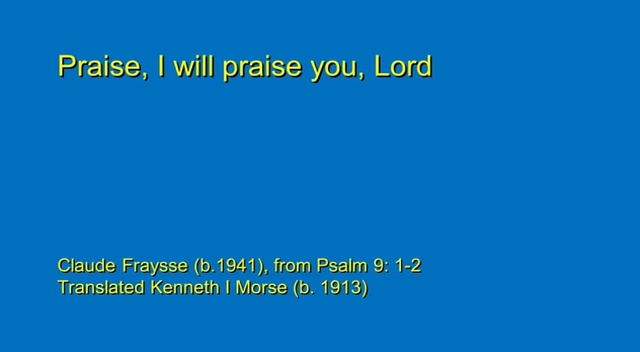 Praise, I will praise you, Lord
Claude Fraysse (b.1941), from Psalm 9: 1-2
Translated Kenneth I Morse (b. 1913)